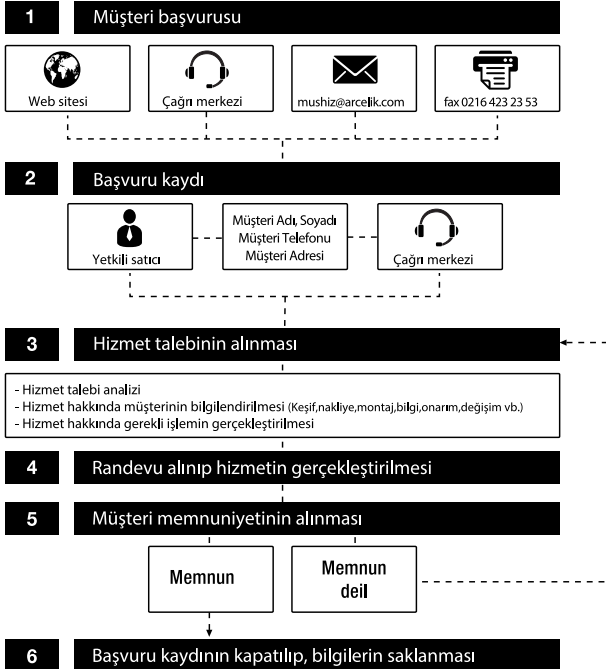 1 Müşteri başvurusu
Web sitesi
Çağrı merkezi
mushiz@arcelik.com
fax 0216 423 23 53
2 Başvuru kaydı
Yetkili satıcı
Müşteri Adı, Soyadı
Müşteri Telefonu
Müşteri Adresi
Çağrı merkezi
3 Hizmet talebinin alınması
- Hizmet talebi analizi
- Hizmet hakkında müşterinin bilgilendirilmesi (Keşif,nakliye,montaj,bilgi,onarım,değişim vb.)
- Hizmet hakkında gerekli işlemin gerçekleştirilmesi
4 Randevu alınıp hizmetin gerçekleştirilmesi
5 Müşteri memnuniyetinin alınması
Memnun
Memnun
deil
6 Başvuru kaydının kapatılıp, bilgilerin saklanması